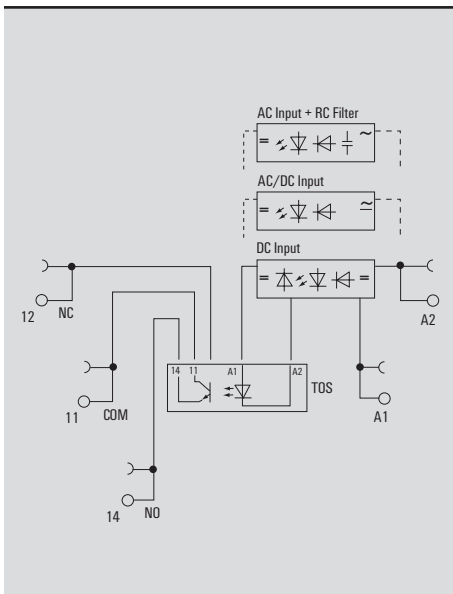 AC Input + RC Filter
= ~
AC/DC Input
=
DC Input
= =
12 NC
A2
14 11 A1 A2
TOS
11 COM
A1
14 NO